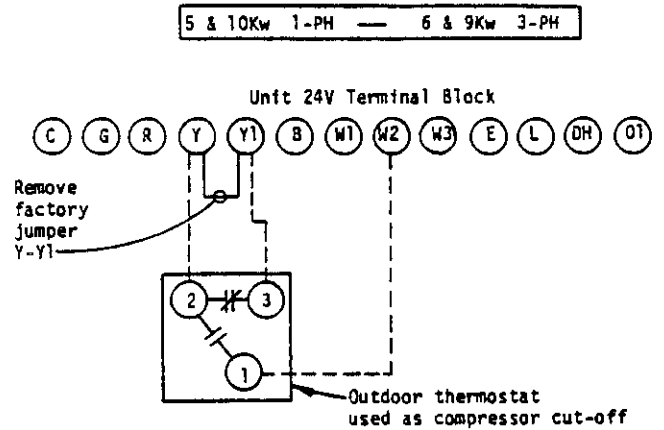 5 & 10Kw 1-PH — 6 & 9Kw 3-PH
Unit 24V Terminal Block
C G R Y Y1 B W1 W2 W3 E L DH O1
Remove
factory
jumper
Y-Y1
2 3
1
Outdoor thermostat
used as compressor cut-off